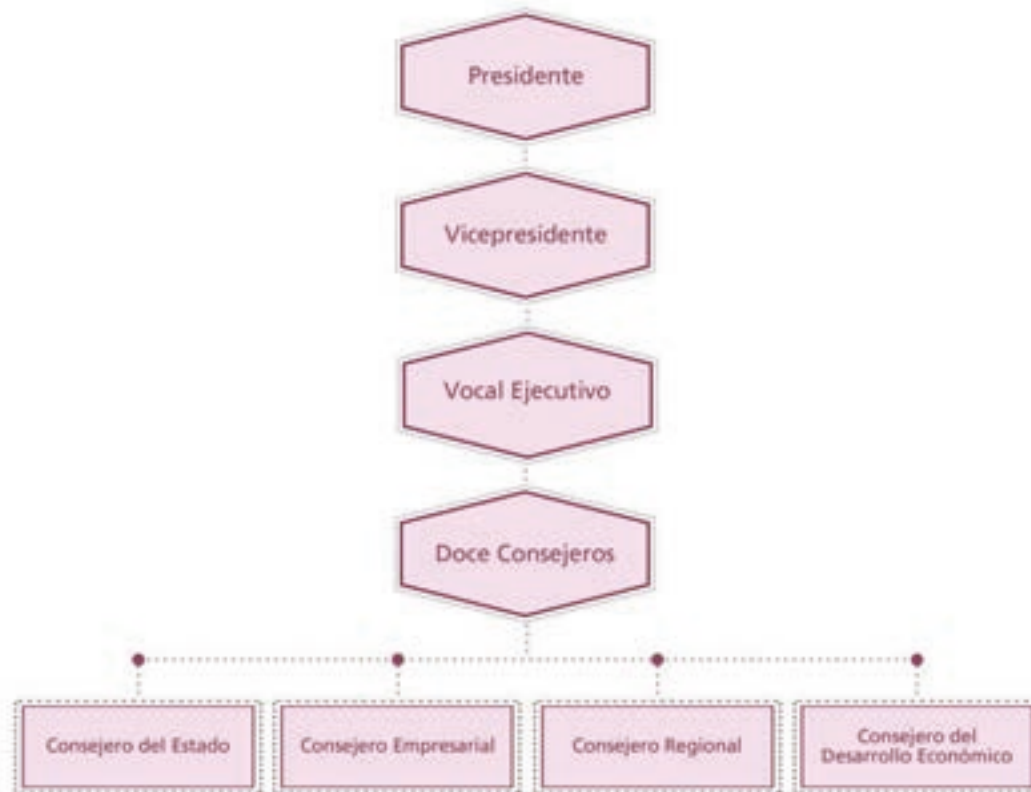 Presidente
Vicepresidente
Vocal Ejecutivo
Doce Consejeros
Consejero del Estado
Consejero Empresarial
Consejero Regional
Consejero del
Desarrollo Económico